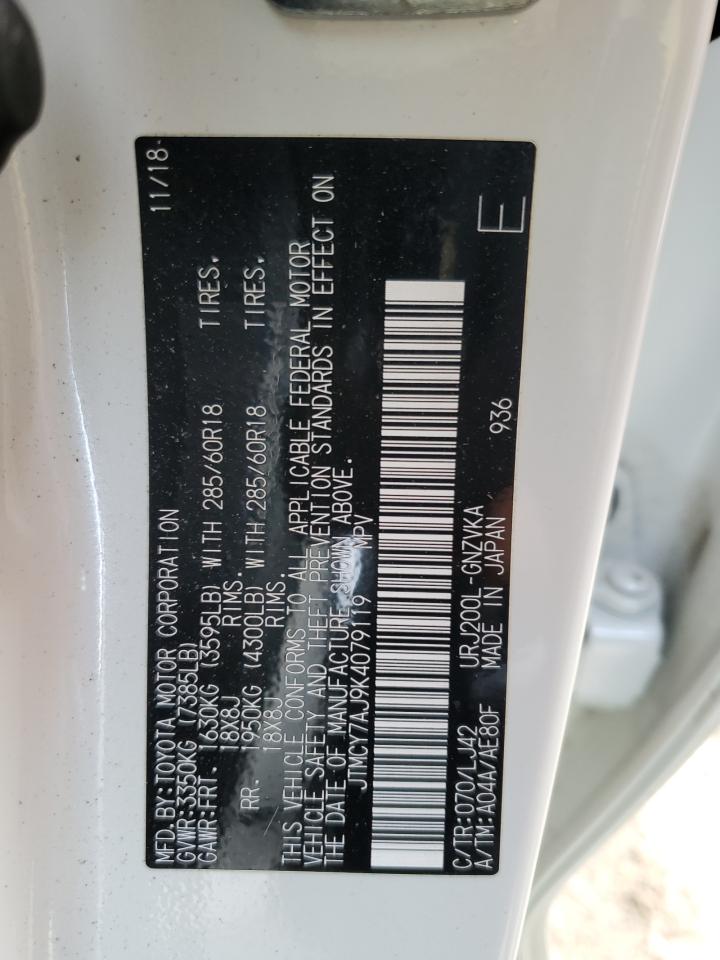 MFD.BY:TOYOTA MOTOR CORPORATION 11/18
GVWR:3350KG (7385LB)
GAWR:FRT. 1630KG (3595LB) WITH 285/60R18 TIRES.
18X8J RIMS.
RR. 1950KG (4300LB) WITH 285/60R18 TIRES.
18X8J RIMS.
THIS VEHICLE CONFORMS TO ALL APPLICABLE FEDERAL MOTOR
VEHICLE SAFETY AND THEFT PREVENTION STANDARDS IN EFFECT ON
THE DATE OF MANUFACTURE SHOWN ABOVE.
JTMCY7AJ9K4079119 MPV
C/TR:070/LJ42 URJ200L-GNZVKA 936
A/TM:A04A/AE80F MADE IN JAPAN E